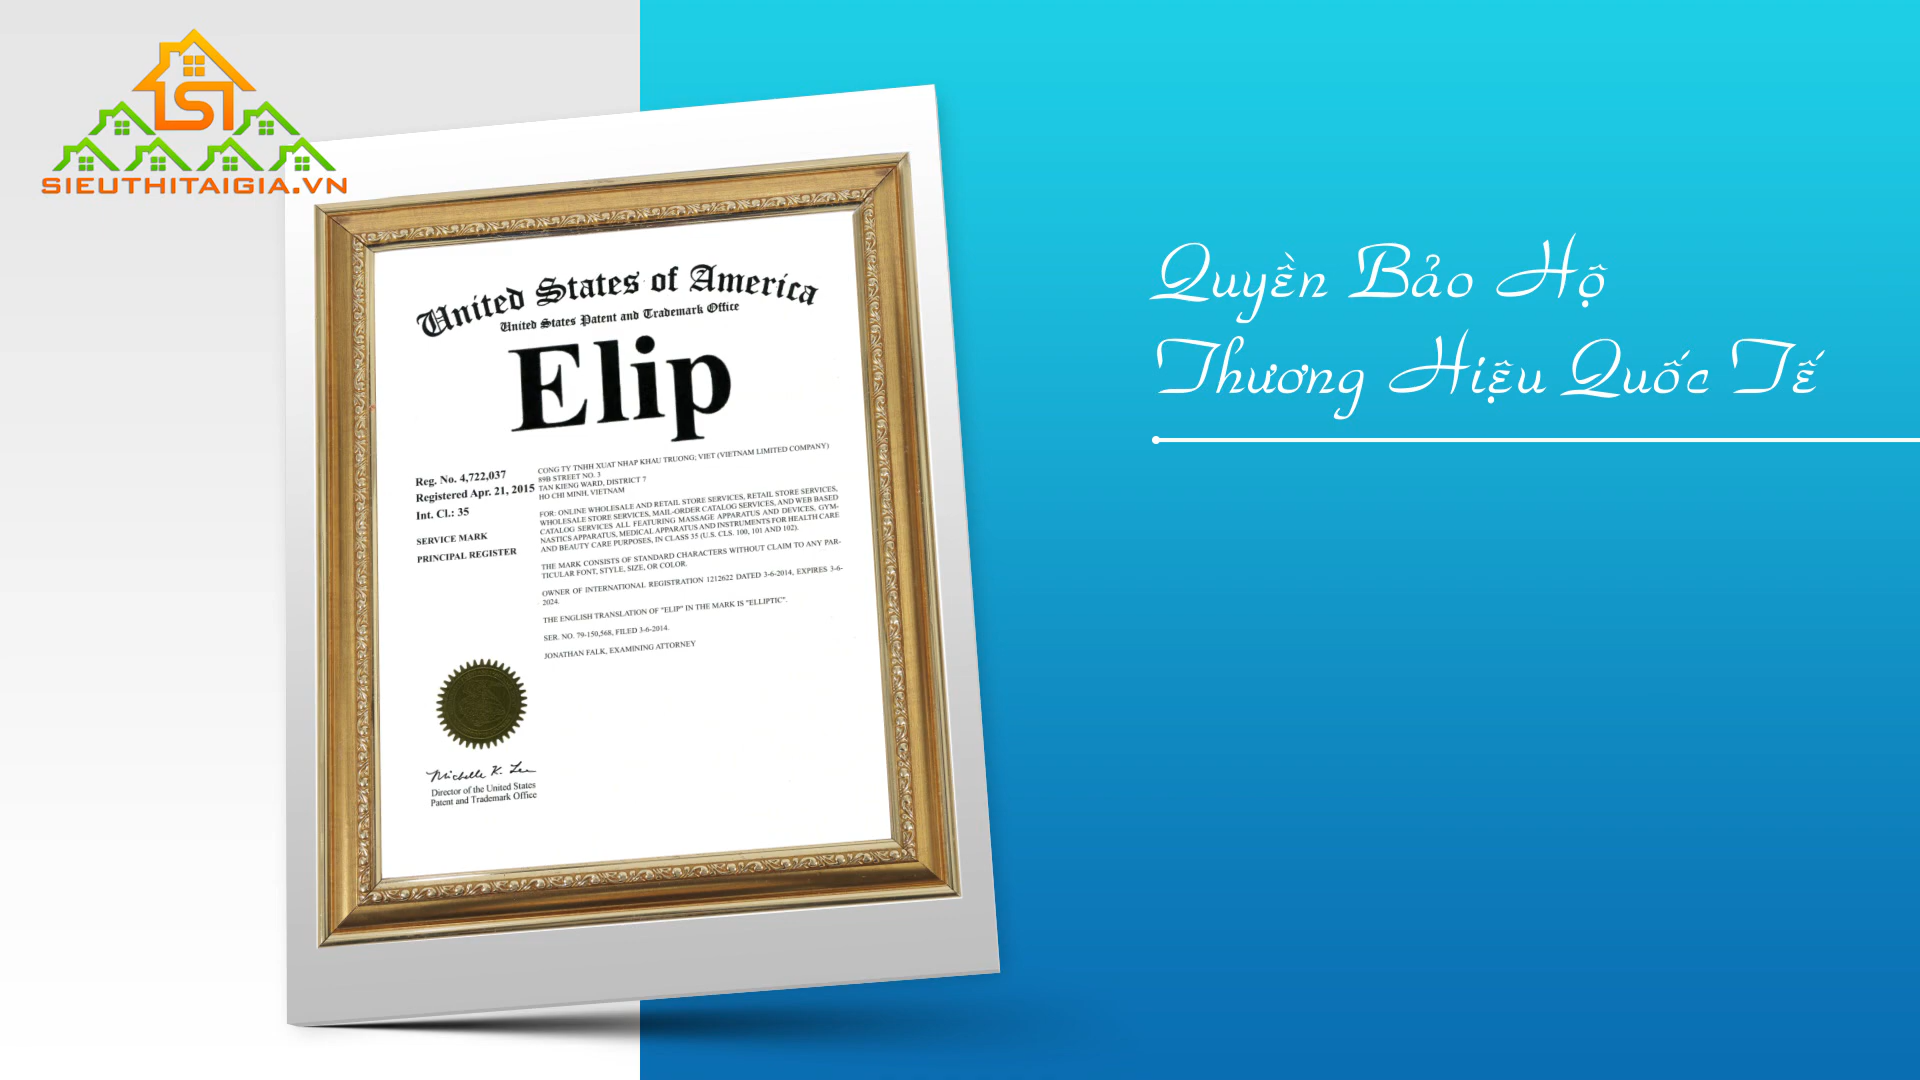 ST
SIEUTHITAIGIA.VN
United States of America
United States Patent and Trademark Office
Elip
Reg. No. 4,722,037
Registered Apr. 21, 2015
Int. Cl.: 35
SERVICE MARK
PRINCIPAL REGISTER
CONG TY TNHH XUAT NHAP KHAU TRUONG; VIET (VIETNAM LIMITED COMPANY)
89B STREET NO. 3
TAN KIENG WARD, DISTRICT 7
HO CHI MINH, VIETNAM
FOR: ONLINE WHOLESALE AND RETAIL STORE SERVICES, RETAIL STORE SERVICES,
WHOLESALE STORE SERVICES, MAIL-ORDER CATALOG SERVICES, AND WEB BASED
CATALOG SERVICES ALL FEATURING MASSAGE APPARATUS AND DEVICES, GYM-
NASTICS APPARATUS, MEDICAL APPARATUS AND INSTRUMENTS FOR HEALTH CARE
AND BEAUTY CARE PURPOSES, IN CLASS 35 (U.S. CLS. 100, 101 AND 102).
THE MARK CONSISTS OF STANDARD CHARACTERS WITHOUT CLAIM TO ANY PAR-
TICULAR FONT, STYLE, SIZE, OR COLOR.
OWNER OF INTERNATIONAL REGISTRATION 1212622 DATED 3-6-2014, EXPIRES 3-6-
2024.
THE ENGLISH TRANSLATION OF "ELIP" IN THE MARK IS "ELLIPTIC".
SER. NO. 79-150,568, FILED 3-6-2014.
JONATHAN FALK, EXAMINING ATTORNEY
Michelle K. Lee
Director of the United States
Patent and Trademark Office
Quyền Bảo Hộ
Thương Hiệu Quốc Tế